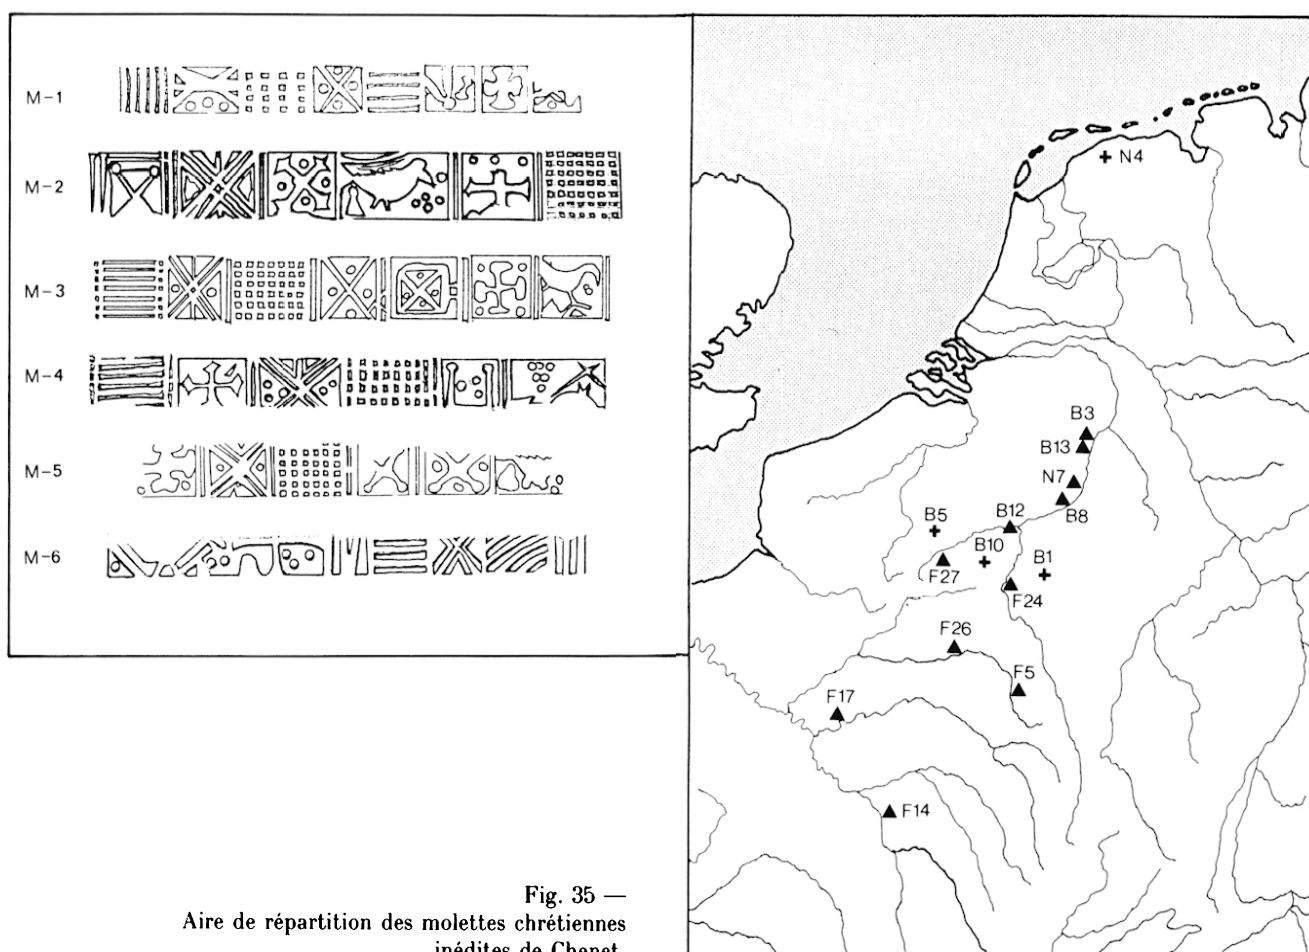 M-1
M-2
M-3
M-4
M-5
M-6
N4
B3
B13
N7
B8
B12
B5
B10
B1
F27
F24
F26
F5
F17
F14
Fig. 35 —
Aire de répartition des molettes chrétiennes
inédites de Chenet.